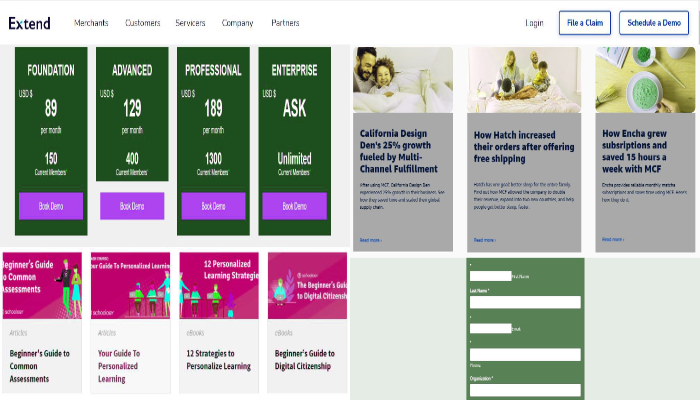 Extend
Merchants Customers Servicers Company Partners
Login File a Claim Schedule a Demo
FOUNDATION
USD $
89
per month
150
Current Members'
Book Demo
ADVANCED
USD $
129
per month
400
Current Members'
Book Demo
PROFESSIONAL
USD $
189
per month
1300
Current Members'
Book Demo
ENTERPRISE
USD $
ASK
Unlimited
Current Members'
Book Demo
California Design
Den's 25% growth
fueled by Multi-
Channel Fulfillment
After using MCF, California Design Den
experienced 25% growth in their business. See
how they saved time and scaled their global
supply chain.
Read more ›
How Hatch increased
their orders after offering
free shipping
Hatch has one goal: better sleep for the entire family.
Find out how MCF allowed the company to double
their revenue, expand into two new countries, and help
people get better sleep, faster.
Read more ›
How Encha grew
subsriptions and
saved 15 hours a
week with MCF
Encha provides reliable monthly matcha
subscriptions and saves time using MCF. Here's
how they do it.
Read more ›
Beginner's Guide
to Common
Assessments
schoology
Articles
Beginner's Guide to
Common
Assessments
our Guide To Personalized Learnin
Articles
Your Guide To
Personalized
Learning
12 Personalized
Learning Strategie
schoology
eBooks
12 Strategies to
Personalize Learning
schoology
The Beginner's Guide
to Digital Citizensh
eBooks
Beginner's Guide to
Digital Citizenship
*
First Name
Last Name *
*
Email
*
Phone
Organization *